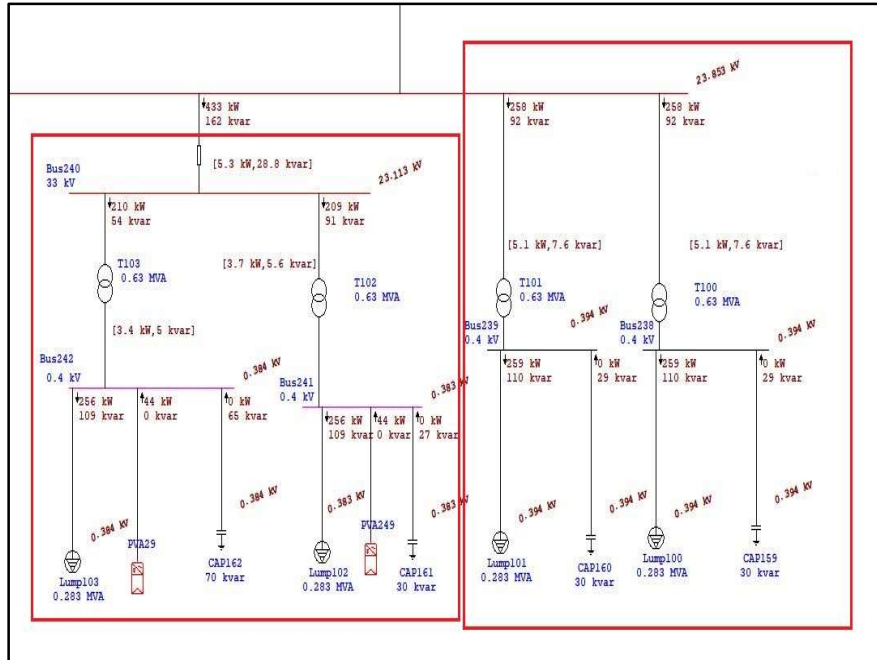 23.853 kV
433 kW
162 kvar
258 kW
92 kvar
258 kW
92 kvar
[5.3 kW,28.8 kvar]
Bus240
33 kV
23.113 kV
210 kW
54 kvar
209 kW
91 kvar
T103
0.63 MVA
[3.7 kW,5.6 kvar]
T102
0.63 MVA
[5.1 kW,7.6 kvar]
[5.1 kW,7.6 kvar]
T101
0.63 MVA
T100
0.63 MVA
[3.4 kW,5 kvar]
Bus239
0.4 kV
0.394 kV
Bus238
0.4 kV
0.394 kV
Bus242
0.4 kV
0.384 kV
Bus241
0.4 kV
0.383 kV
259 kW
110 kvar
0 kW
29 kvar
259 kW
110 kvar
0 kW
29 kvar
256 kW
109 kvar
44 kW
0 kvar
0 kW
65 kvar
256 kW
109 kvar
44 kW
0 kvar
0 kW
27 kvar
0.384 kV
0.384 kV
0.383 kV
0.383 kV
0.394 kV
0.394 kV
0.394 kV
0.394 kV
PVA29
PVA249
Lump103
0.283 MVA
CAP162
70 kvar
Lump102
0.283 MVA
CAP161
30 kvar
Lump101
0.283 MVA
CAP160
30 kvar
Lump100
0.283 MVA
CAP159
30 kvar